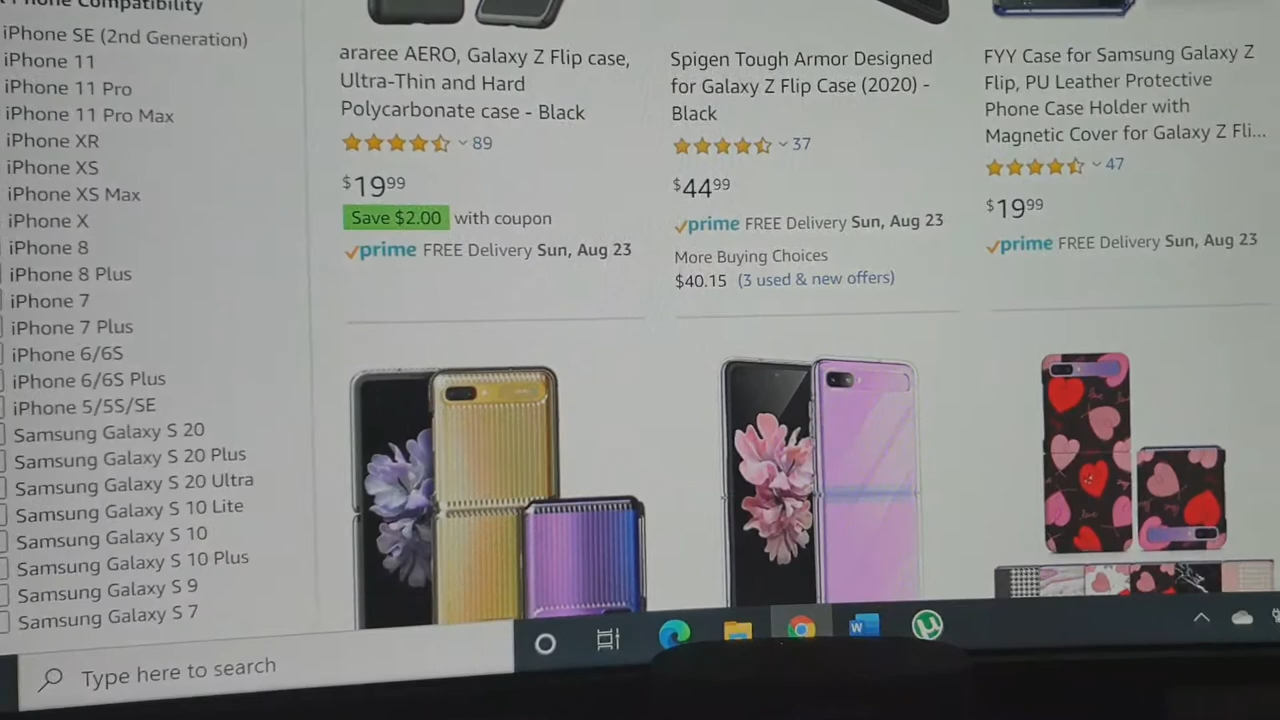 Phone Compatibility
iPhone SE (2nd Generation)
iPhone 11
iPhone 11 Pro
iPhone 11 Pro Max
iPhone XR
iPhone XS
iPhone XS Max
iPhone X
iPhone 8
iPhone 8 Plus
iPhone 7
iPhone 7 Plus
iPhone 6/6S
iPhone 6/6S Plus
iPhone 5/5S/SE
Samsung Galaxy S 20
Samsung Galaxy S 20 Plus
Samsung Galaxy S 20 Ultra
Samsung Galaxy S 10 Lite
Samsung Galaxy S 10
Samsung Galaxy S 10 Plus
Samsung Galaxy S 9
Samsung Galaxy S 7
araree AERO, Galaxy Z Flip case,
Ultra-Thin and Hard
Polycarbonate case - Black
89
$1999
Save $2.00 with coupon
prime FREE Delivery Sun, Aug 23
Spigen Tough Armor Designed
for Galaxy Z Flip Case (2020) -
Black
37
$4499
prime FREE Delivery Sun, Aug 23
More Buying Choices
$40.15 (3 used & new offers)
FYY Case for Samsung Galaxy Z
Flip, PU Leather Protective
Phone Case Holder with
Magnetic Cover for Galaxy Z Fli...
47
$1999
prime FREE Delivery Sun, Aug 23
Type here to search
W